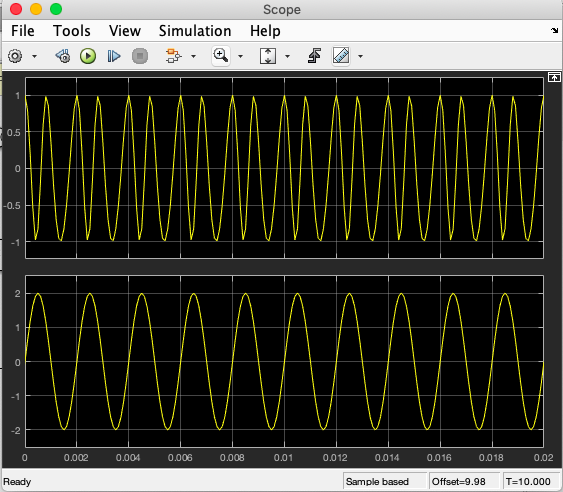 Scope
File Tools View Simulation Help
1
0.5
0
-0.5
-1
2
1
0
-1
-2
0 0.002 0.004 0.006 0.008 0.01 0.012 0.014 0.016 0.018 0.02
Ready Sample based Offset=9.98 T=10.000